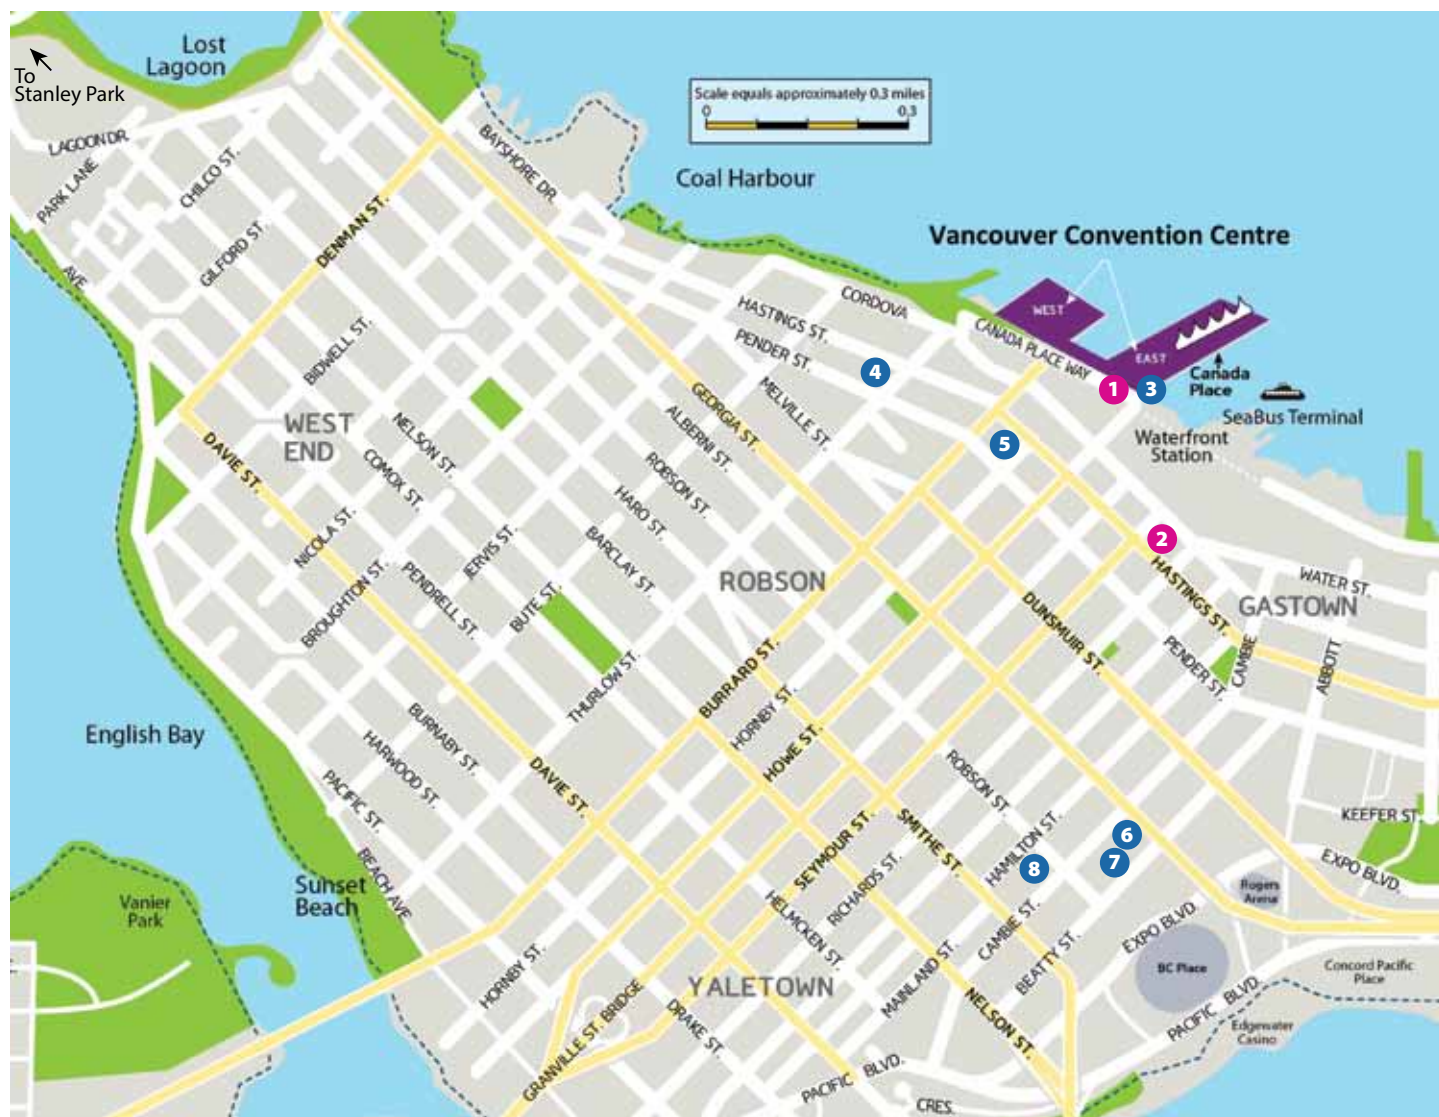 Lost
Lagoon
To
Stanley Park
Scale equals approximately 0.3 miles
0
0.3
LAGOON DR.
PARK LANE
CHILCO ST.
BAYSHORE DR.
Coal Harbour
GILFORD ST.
DENMAN ST.
AVE
Vancouver Convention Centre
WEST
EAST
CORDOVA
HASTINGS ST.
PENDER ST.
CANADA PLACE WAY
Canada
Place
SeaBus Terminal
Waterfront
Station
1
3
4
5
2
BIDWELL ST.
WEST
END
NELSON ST.
COMOX ST.
DAVIE ST.
GEORGIA ST.
MELVILLE ST.
ALBERNI ST.
ROBSON ST.
HARO ST.
BARCLAY ST.
NICOLA ST.
JERVIS ST.
BROUGHTON ST.
PENDRELL ST.
BUTE ST.
ROBSON
HASTINGS ST.
WATER ST.
GASTOWN
DUNSMUIR ST.
PENDER ST.
CAMBIE
ABBOTT
THURLOW ST.
BURRARD ST.
HORNBY ST.
HOWE ST.
English Bay
BURNABY ST.
HARWOOD ST.
PACIFIC ST.
DAVIE ST.
ROBSON ST.
KEEFER ST.
EXPO BLVD.
6
7
8
SEYMOUR ST.
SMITHE ST.
HAMILTON ST.
RICHARDS ST.
HELMCKEN ST.
BEACH AVE
Sunset
Beach
Vanier
Park
Rogers
Arena
EXPO BLVD.
CAMBIE ST.
BEATTY ST.
MAINLAND ST.
BC Place
Concord Pacific
Place
HORNBY ST.
YALETOWN
NELSON ST.
PACIFIC BLVD.
Edgewater
Casino
GRANVILLE ST. BRIDGE
DRAKE ST.
PACIFIC BLVD.
CRES.